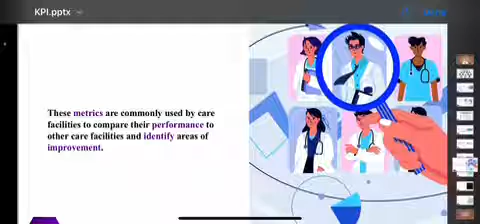 KPI.pptx
These metrics are commonly used by care
facilities to compare their performance to
other care facilities and identify areas of
improvement.